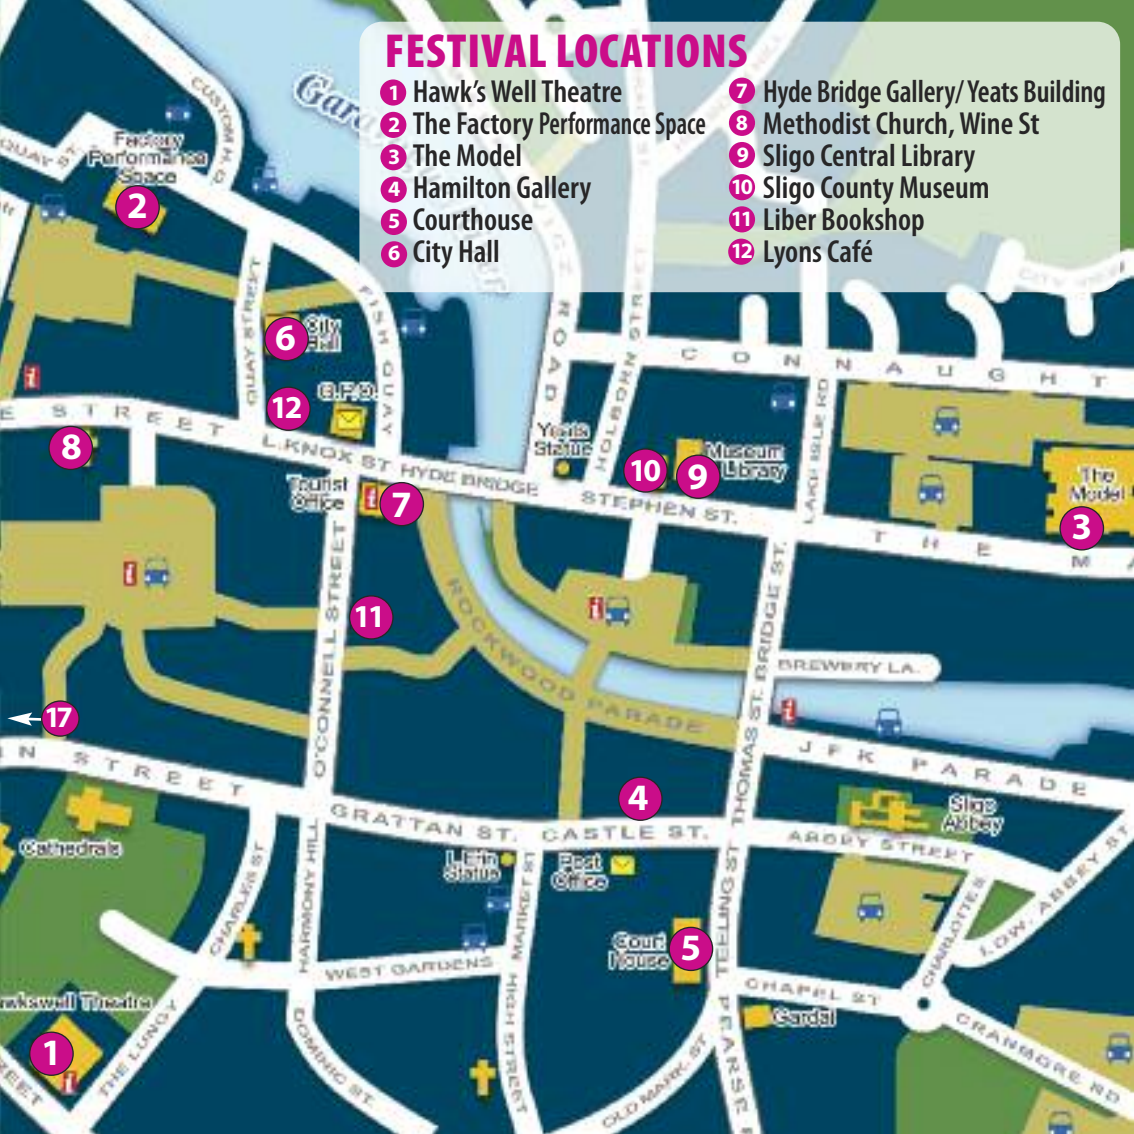 FESTIVAL LOCATIONS
1 Hawk's Well Theatre
2 The Factory Performance Space
3 The Model
4 Hamilton Gallery
5 Courthouse
6 City Hall
7 Hyde Bridge Gallery/ Yeats Building
8 Methodist Church, Wine St
9 Sligo Central Library
10 Sligo County Museum
11 Liber Bookshop
12 Lyons Café
CUSTOM H. Q.
QUAY ST.
Factory
Performance
Space
2
QUAY STREET
FISH QUAY
ROAD
HOLBORN STREET
CONNAUGHT
LAKE ISLE RD
6
City
Hall
12
G.P.O.
E STREET
8
L.KNOX ST
HYDE BRIDGE
Yeats
Statue
10
9
Museum
Library
STEPHEN ST.
THE MA
The
Model
3
Tourist
Office
7
i
O'CONNELL STREET
11
ROCKWOOD PARADE
THOMAS ST.
BRIDGE ST.
BREWERY LA.
17
N STREET
JFK PARADE
4
GRATTAN ST.
CASTLE ST.
ABBEY STREET
Sligo
Abbey
LOW. ABBEY ST
Cathedrals
CHARLES ST
HARMONY HILL
Statue
Post
Office
MARKET ST
HIGH STREET
TEELING ST
Court
House
5
WEST GARDENS
CHAPEL ST
CHARLOTTE S
CRANMORE RD
Gardaí
awkswell Theatre
1
REET
THE LUNGY
DOMINIC ST.
OLD MARK. ST
PEARSE